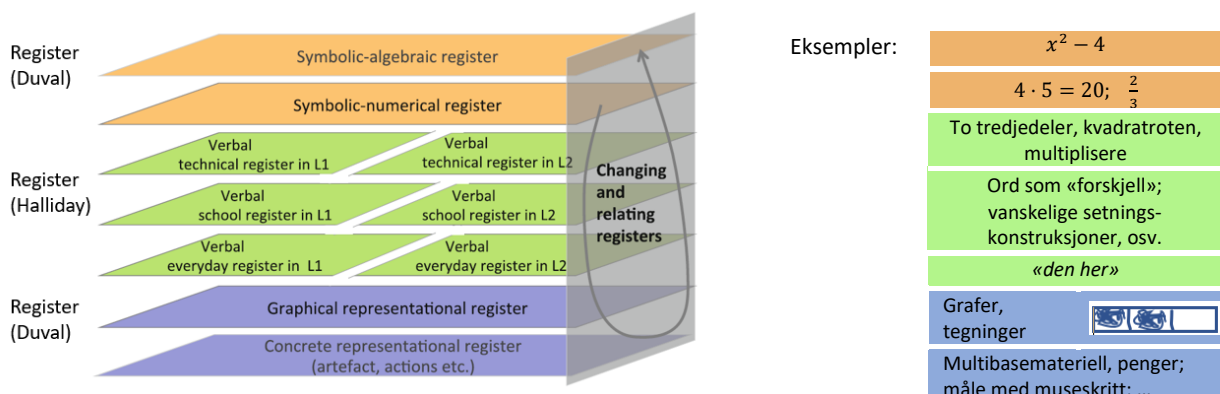 Register
(Duval)
Symbolic-algebraic register
Symbolic-numerical register
Register
(Halliday)
Verbal
technical register in L1
Verbal
technical register in L2
Verbal
school register in L1
Verbal
school register in L2
Verbal
everyday register in  L1
Verbal
everyday register in L2
Register
(Duval)
Graphical representational register
Concrete representational register
(artefact, actions etc.)
Changing
and
relating
registers
Eksempler:
x² − 4
4 · 5 = 20; 2/3
To tredjedeler, kvadratroten,
multiplisere
Ord som «forskjell»;
vanskelige setnings-
konstruksjoner, osv.
«den her»
Grafer,
tegninger
Multibasemateriell, penger;
måle med museskritt; ...